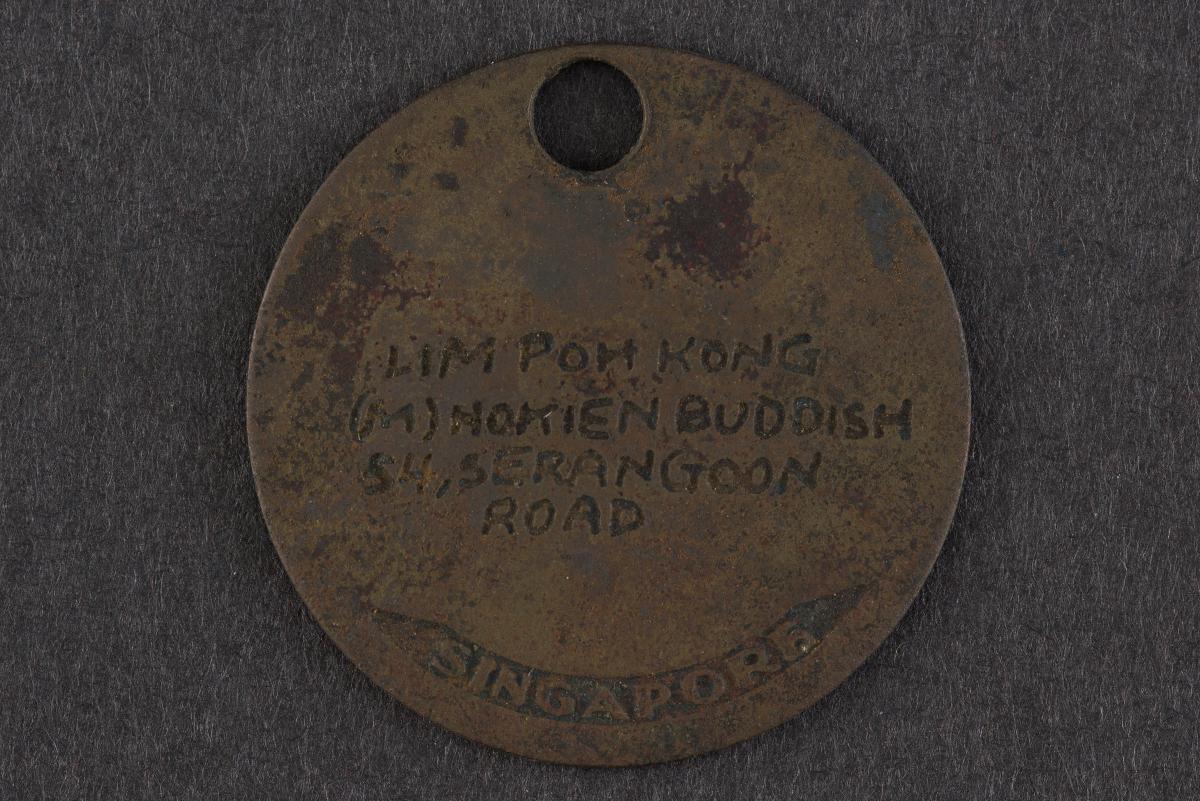 LIM POH KONG
(M) HOKIEN BUDDISH
54, SERANGOON
ROAD
SINGAPORE